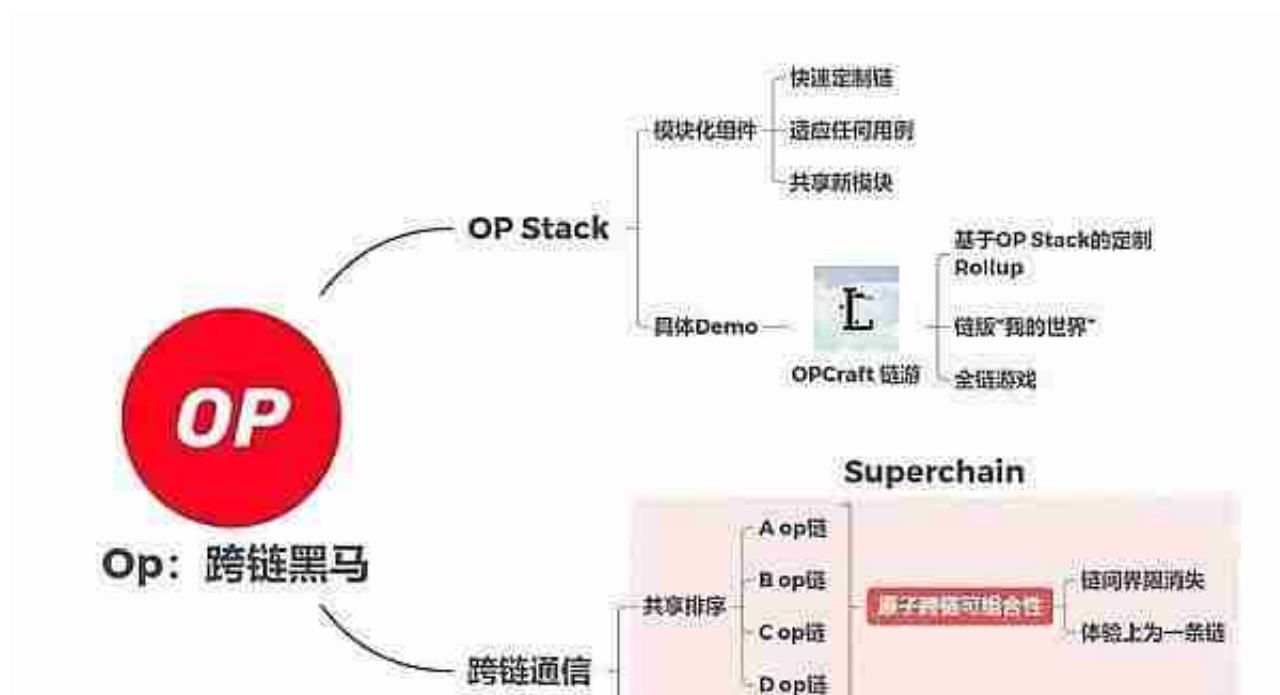 快速定制链
模块化组件
适应任何用例
共享新模块
OP Stack
基于OP Stack的定制
Rollup
具体Demo
链版“我的世界”
OPCraft 链游
全链游戏
OP
Op：跨链黑马
Superchain
A op链
B op链
共享排序
C op链
D op链
原子跨链可组合性
链间界限消失
体验上为一条链
跨链通信